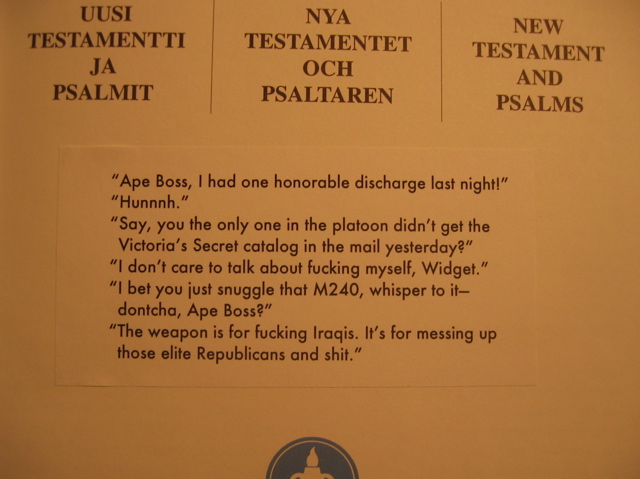 UUSI
TESTAMENTTI
JA
PSALMIT
NYA
TESTAMENTET
OCH
PSALTAREN
NEW
TESTAMENT
AND
PSALMS
“Ape Boss, I had one honorable discharge last night!”
“Hunnnh.”
“Say, you the only one in the platoon didn’t get the
Victoria’s Secret catalog in the mail yesterday?”
“I don’t care to talk about fucking myself, Widget.”
“I bet you just snuggle that M240, whisper to it—
dontcha, Ape Boss?”
“The weapon is for fucking Iraqis. It’s for messing up
those elite Republicans and shit.”